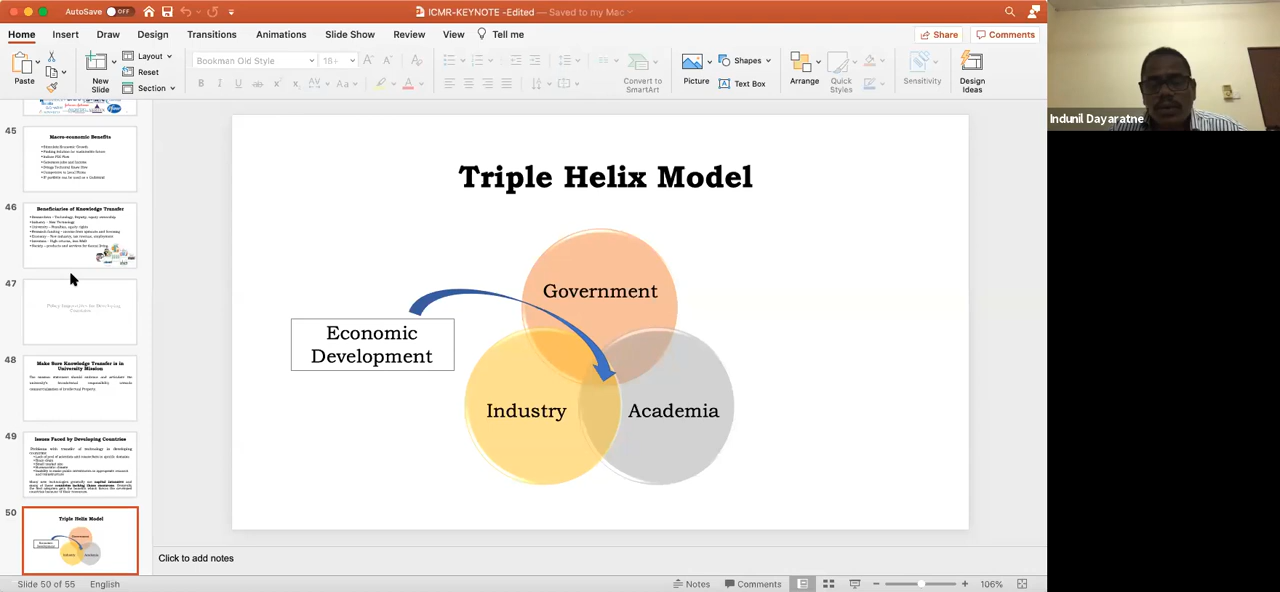 AutoSave OFF ICMR-KEYNOTE -Edited — Saved to my Mac
Home Insert Draw Design Transitions Animations Slide Show Review View Tell me Share Comments
Paste New Slide Layout Reset Section Bookman Old Style 18+ Convert to SmartArt Picture Shapes Text Box Arrange Quick Styles Sensitivity Design Ideas
Indunil Dayaratne
45
Macro-economic Benefits
46
Beneficiaries of Knowledge Transfer
47
48
Make Sure Knowledge Transfer is in
University Mission
49
Issues Faced by Developing Countries
50
Triple Helix Model
Triple Helix Model
Government
Economic
Development
Industry
Academia
Click to add notes
Slide 50 of 55 English Notes Comments 106%